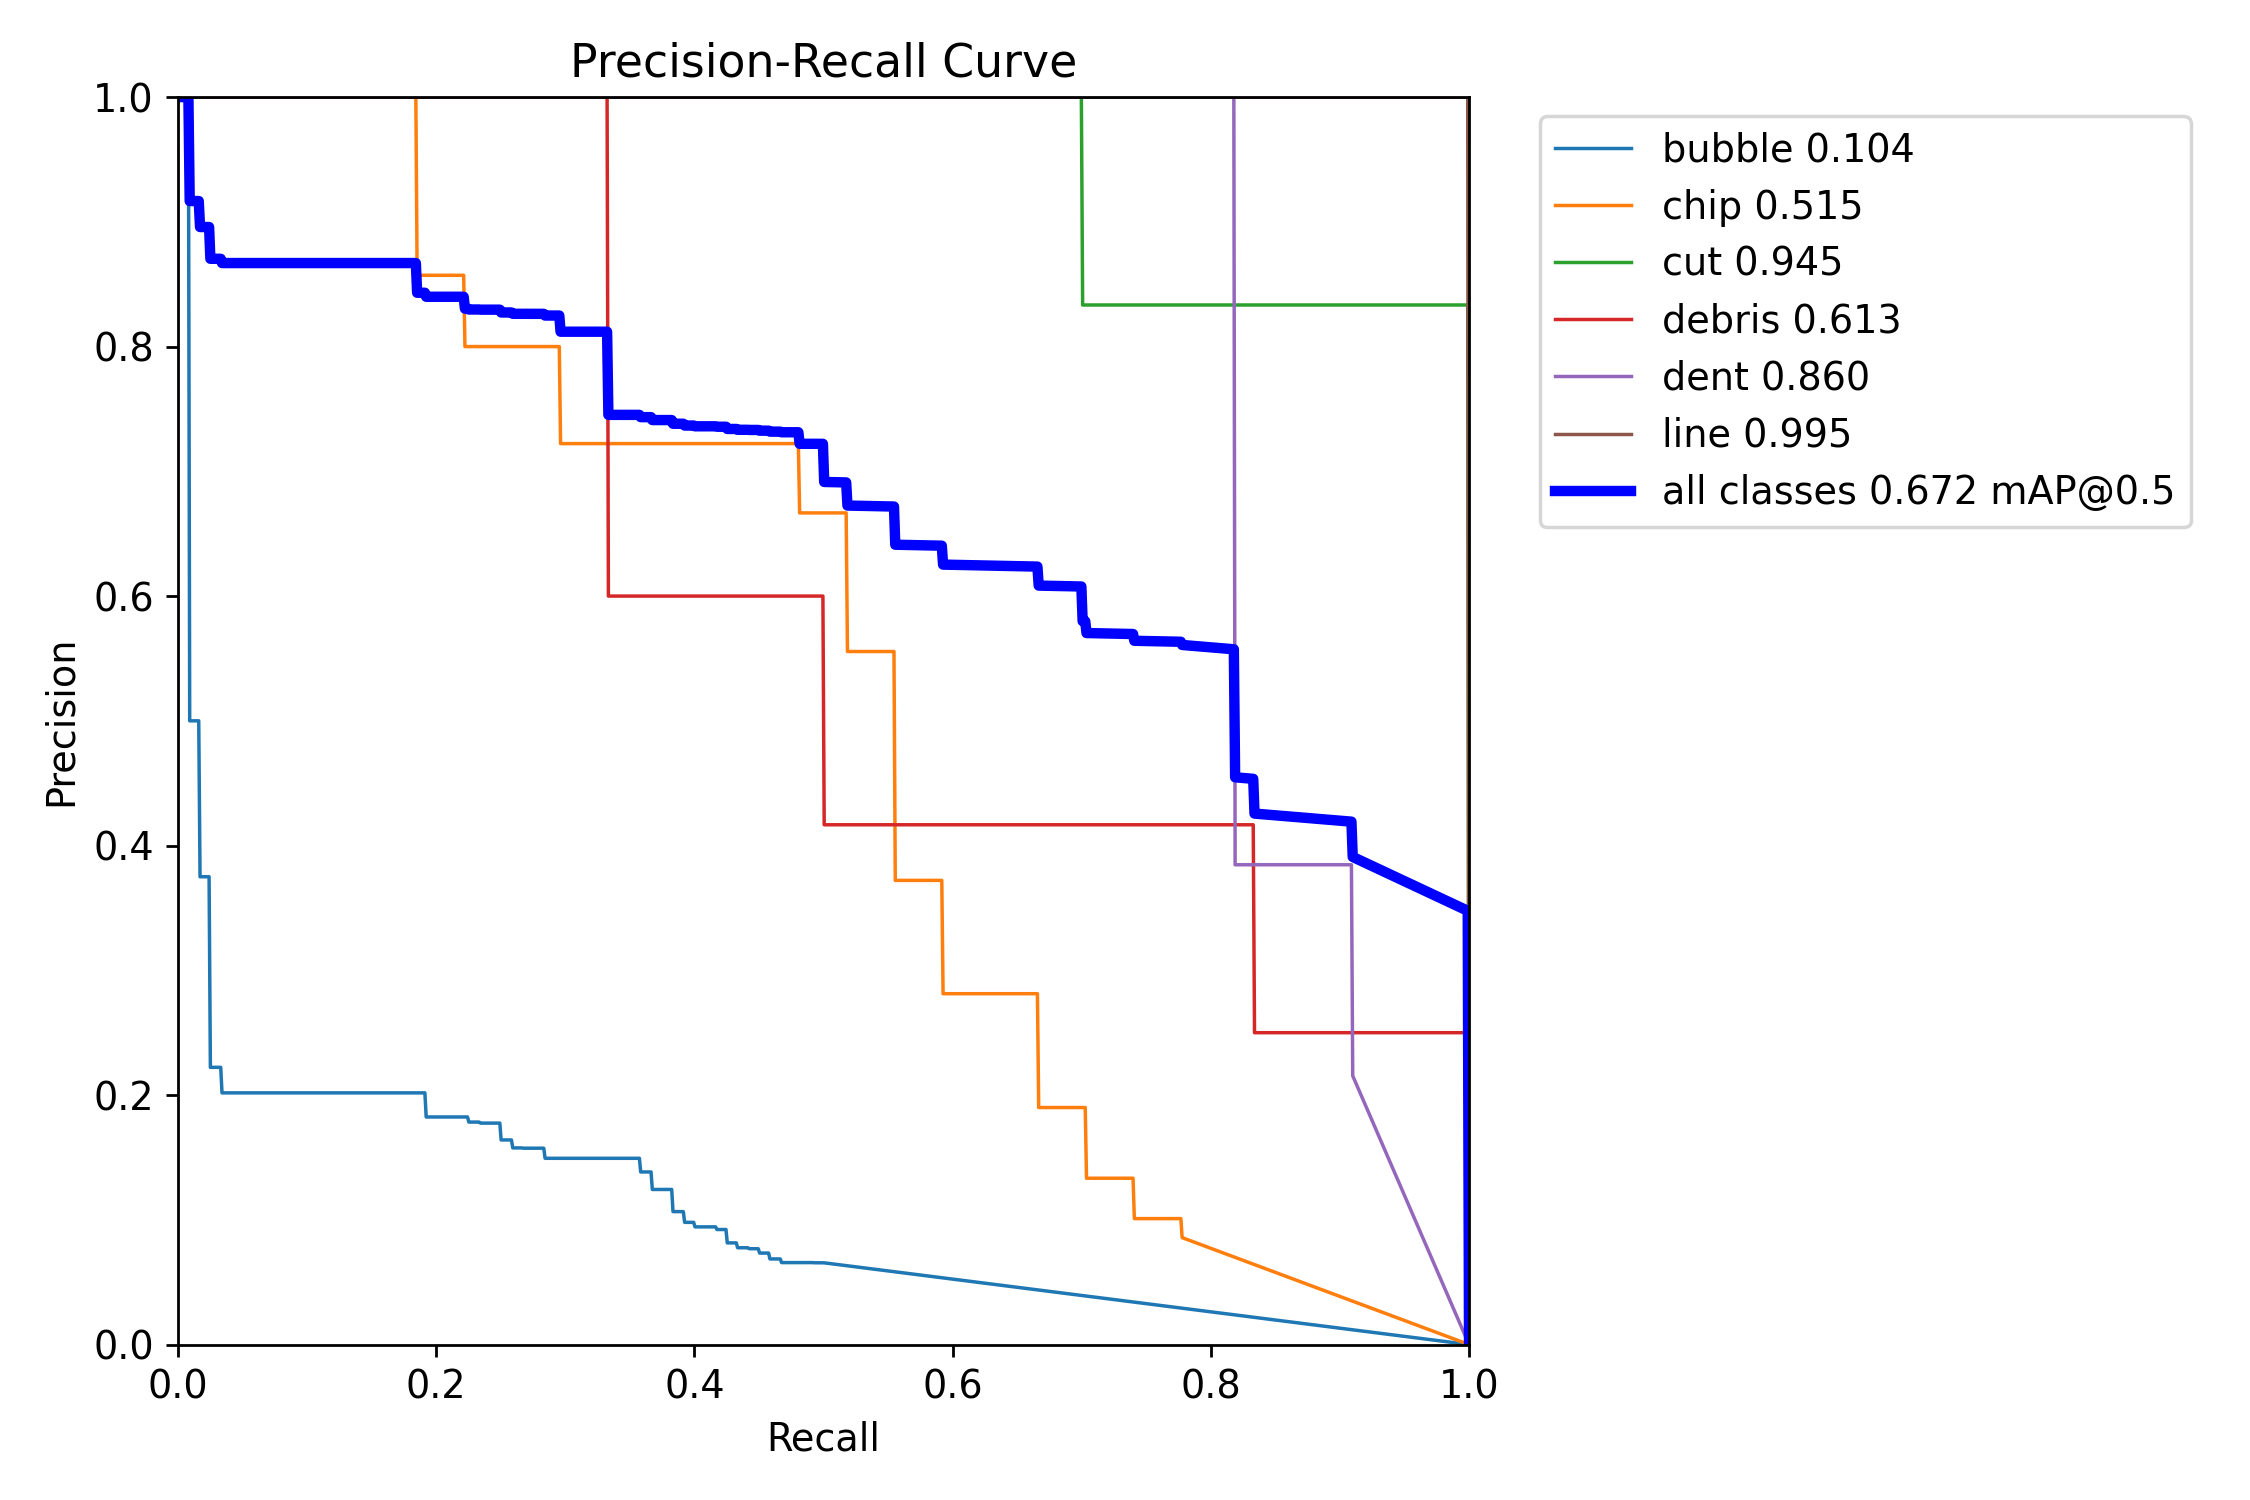 Precision-Recall Curve
1.0
0.8
0.6
0.4
0.2
0.0
Precision
0.0 0.2 0.4 0.6 0.8 1.0
Recall
bubble 0.104
chip 0.515
cut 0.945
debris 0.613
dent 0.860
line 0.995
all classes 0.672 mAP@0.5